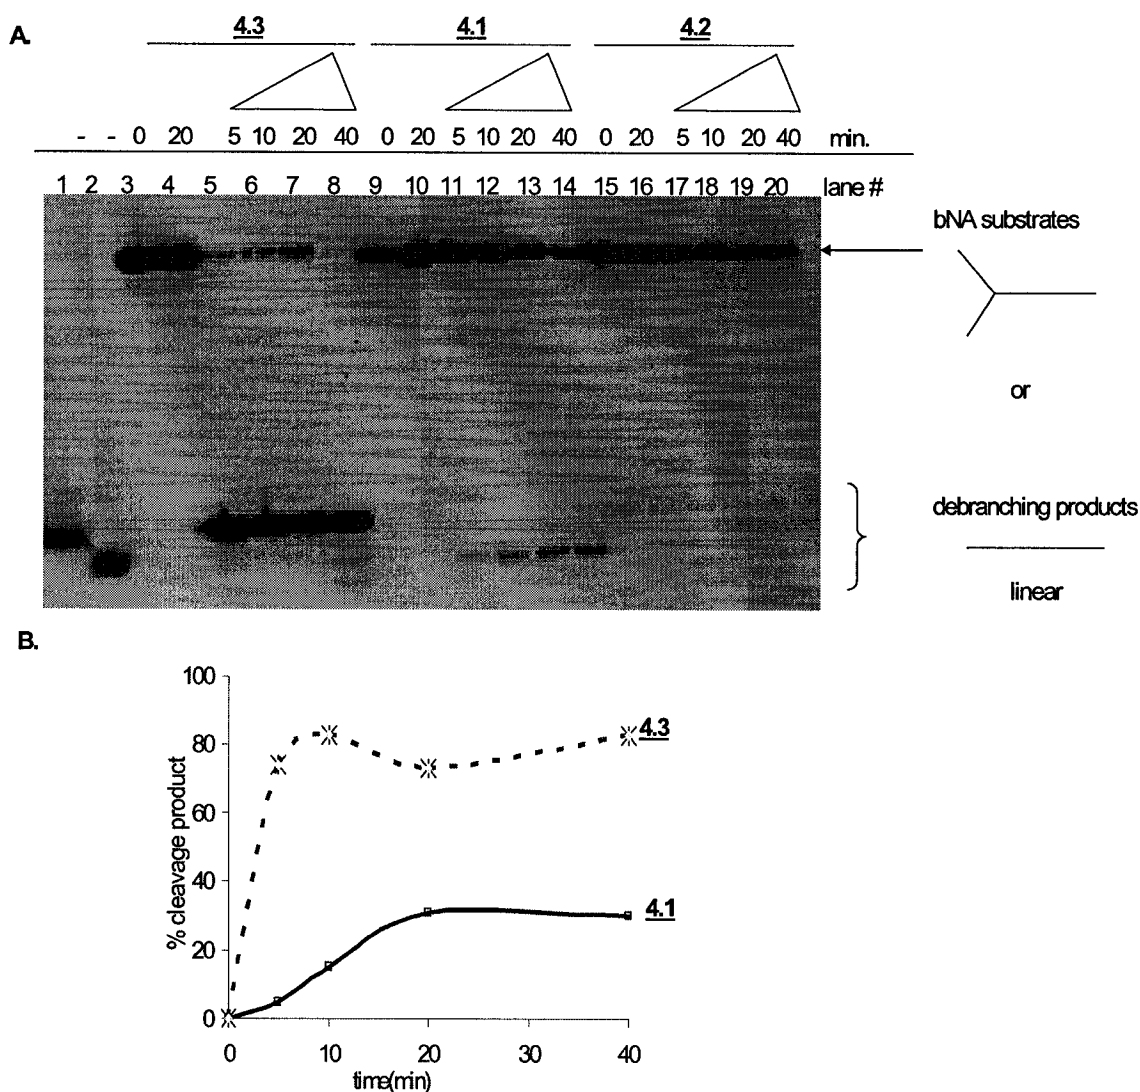 A.
4.3 4.1 4.2
- - 0 20 5 10 20 40 0 20 5 10 20 40 0 20 5 10 20 40 min.
1 2 3 4 5 6 7 8 9 10 11 12 13 14 15 16 17 18 19 20 lane #
bNA substrates
or
debranching products
linear
B.
100
80
60
40
20
0
% cleavage product
4.3
4.1
0 10 20 30 40
time(min)